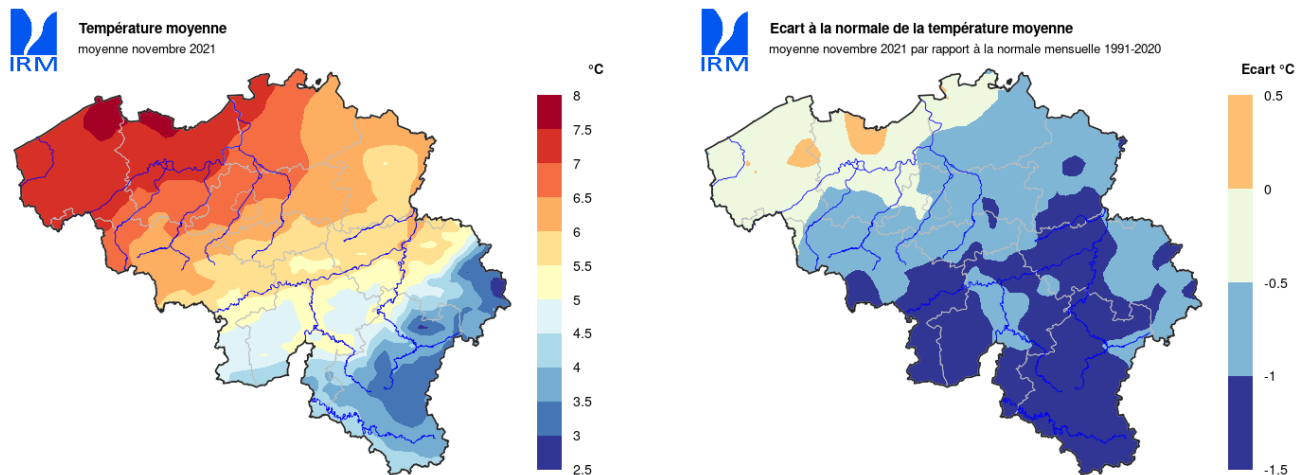 IRM
Température moyenne
moyenne novembre 2021
°C
8
7.5
7
6.5
6
5.5
5
4.5
4
3.5
3
2.5
IRM
Ecart à la normale de la température moyenne
moyenne novembre 2021 par rapport à la normale mensuelle 1991-2020
Ecart °C
0.5
0
-0.5
-1
-1.5